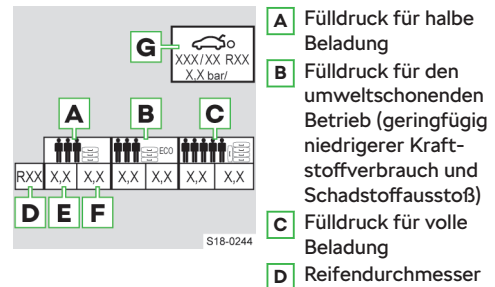 G
XXX/XX RXX
X,X bar/
A B C
ECO
RXX X,X X,X X,X X,X X,X X,X
D E F
S18-0244
A Fülldruck für halbe
Beladung
B Fülldruck für den
umweltschonenden
Betrieb (geringfügig
niedrigerer Kraft-
stoffverbrauch und
Schadstoffausstoß)
C Fülldruck für volle
Beladung
D Reifendurchmesser